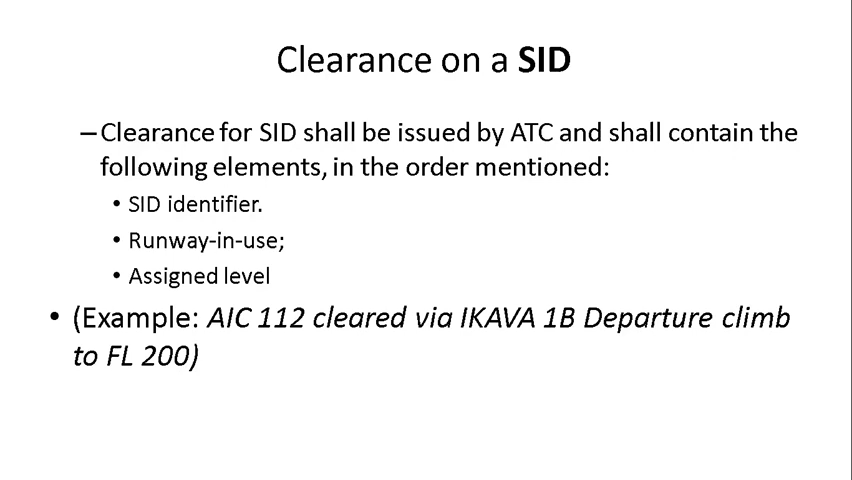 Clearance on a SID
–Clearance for SID shall be issued by ATC and shall contain the
following elements, in the order mentioned:
• SID identifier.
• Runway-in-use;
• Assigned level
• (Example: AIC 112 cleared via IKAVA 1B Departure climb
to FL 200)